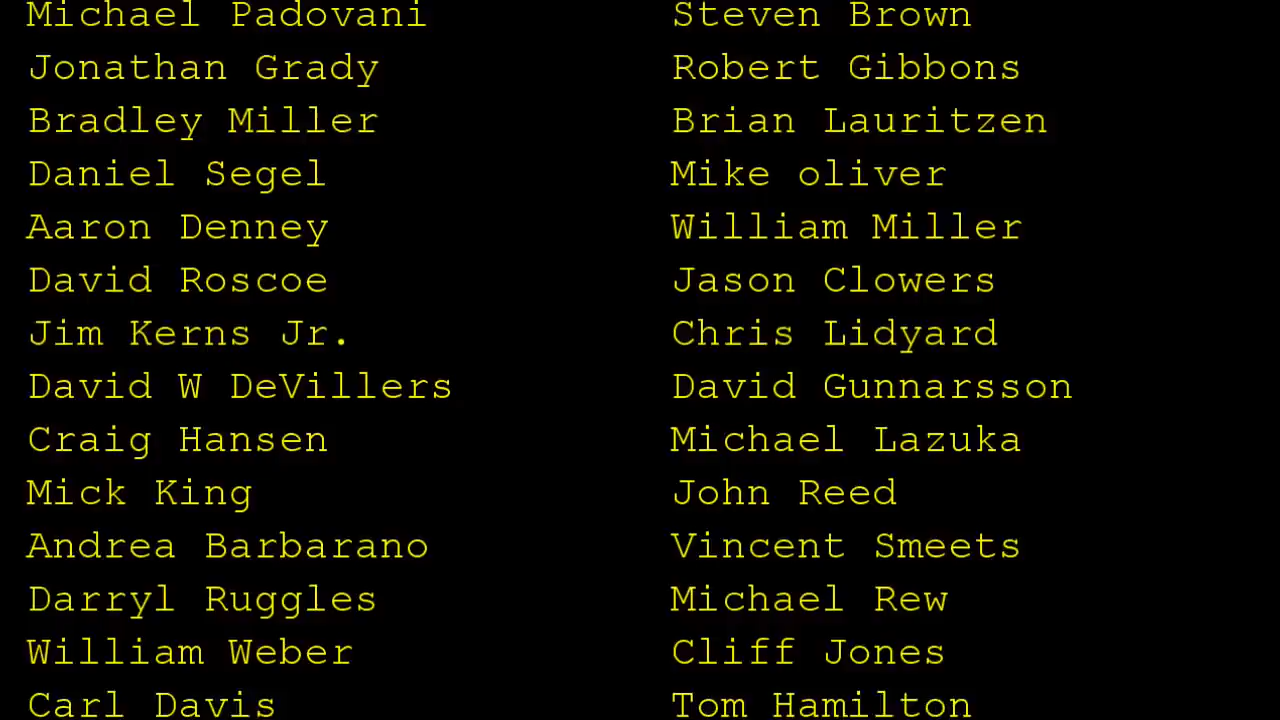 Michael Padovani
Jonathan Grady
Bradley Miller
Daniel Segel
Aaron Denney
David Roscoe
Jim Kerns Jr.
David W DeVillers
Craig Hansen
Mick King
Andrea Barbarano
Darryl Ruggles
William Weber
Carl Davis
Steven Brown
Robert Gibbons
Brian Lauritzen
Mike oliver
William Miller
Jason Clowers
Chris Lidyard
David Gunnarsson
Michael Lazuka
John Reed
Vincent Smeets
Michael Rew
Cliff Jones
Tom Hamilton